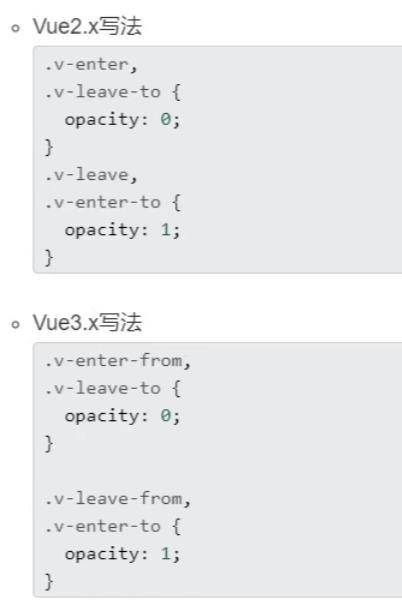 Vue2.x写法
.v-enter,
.v-leave-to {
  opacity: 0;
}
.v-leave,
.v-enter-to {
  opacity: 1;
}
Vue3.x写法
.v-enter-from,
.v-leave-to {
  opacity: 0;
}
.v-leave-from,
.v-enter-to {
  opacity: 1;
}